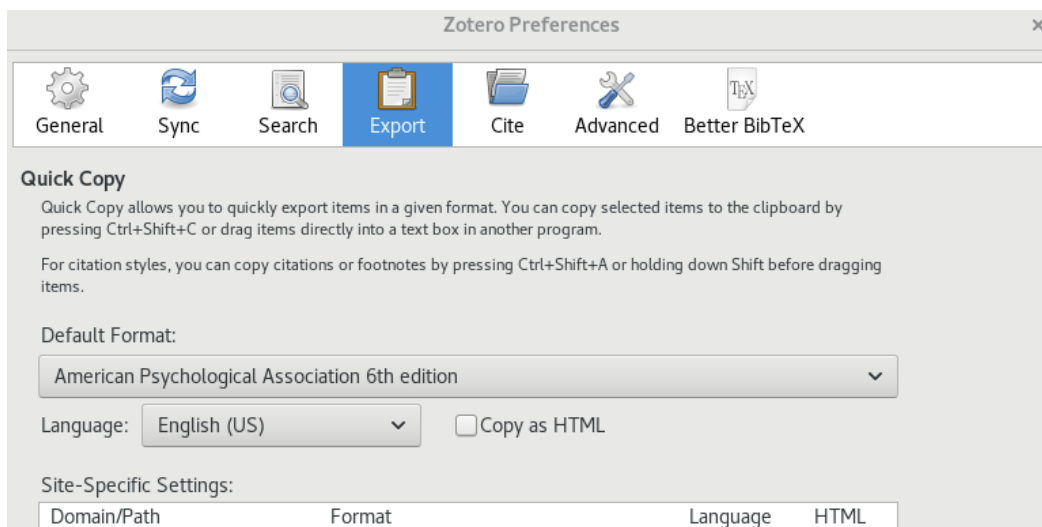 Zotero Preferences
General Sync Search Export Cite Advanced Better BibTeX
TEX
Quick Copy
Quick Copy allows you to quickly export items in a given format. You can copy selected items to the clipboard by
pressing Ctrl+Shift+C or drag items directly into a text box in another program.
For citation styles, you can copy citations or footnotes by pressing Ctrl+Shift+A or holding down Shift before dragging
items.
Default Format:
American Psychological Association 6th edition
Language: English (US) Copy as HTML
Site-Specific Settings:
Domain/Path Format Language HTML